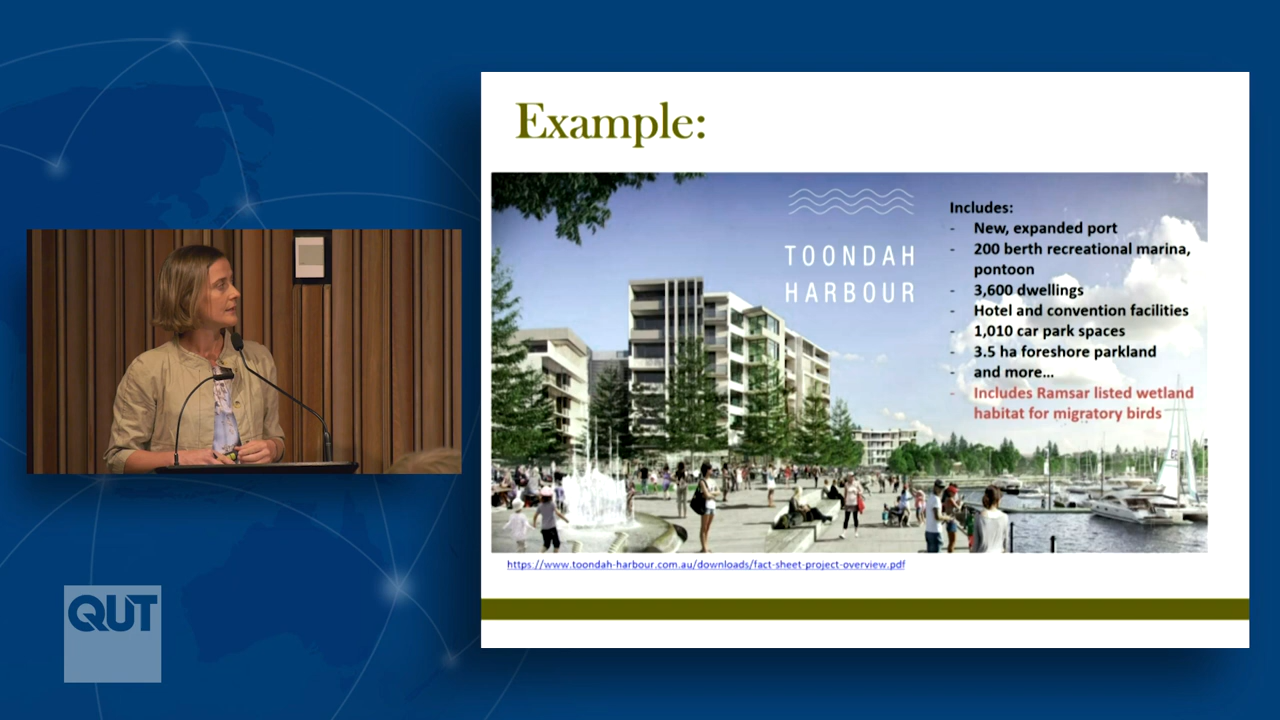 Example:
TOONDAH
HARBOUR
Includes:
- New, expanded port
- 200 berth recreational marina,
pontoon
- 3,600 dwellings
- Hotel and convention facilities
- 1,010 car park spaces
- 3.5 ha foreshore parkland
- and more...
- Includes Ramsar listed wetland
habitat for migratory birds
https://www.toondah-harbour.com.au/downloads/fact-sheet-project-overview.pdf
QUT